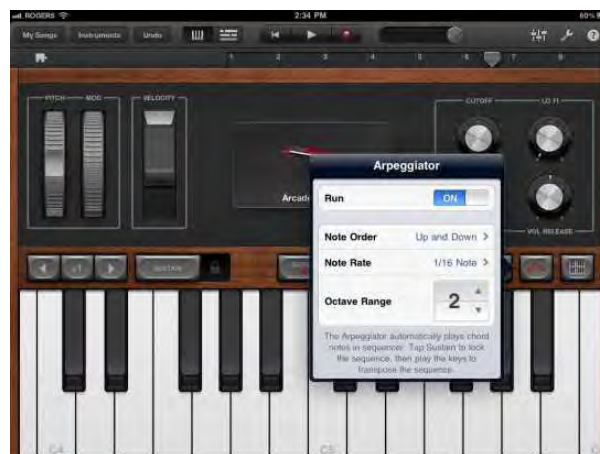 ROGERS 2:34 PM 80%
My Songs Instruments Undo
PITCH MOD VELOCITY CUTOFF LO FI
Arpeggiator
Run ON
Note Order Up and Down >
Note Rate 1/16 Note >
Octave Range 2
The Arpeggiator automatically plays chord
notes in sequencer. Tap Sustain to lock
the sequence, then play the keys to
transpose the sequence.
VOL RELEASE
SUSTAIN
C4 C5